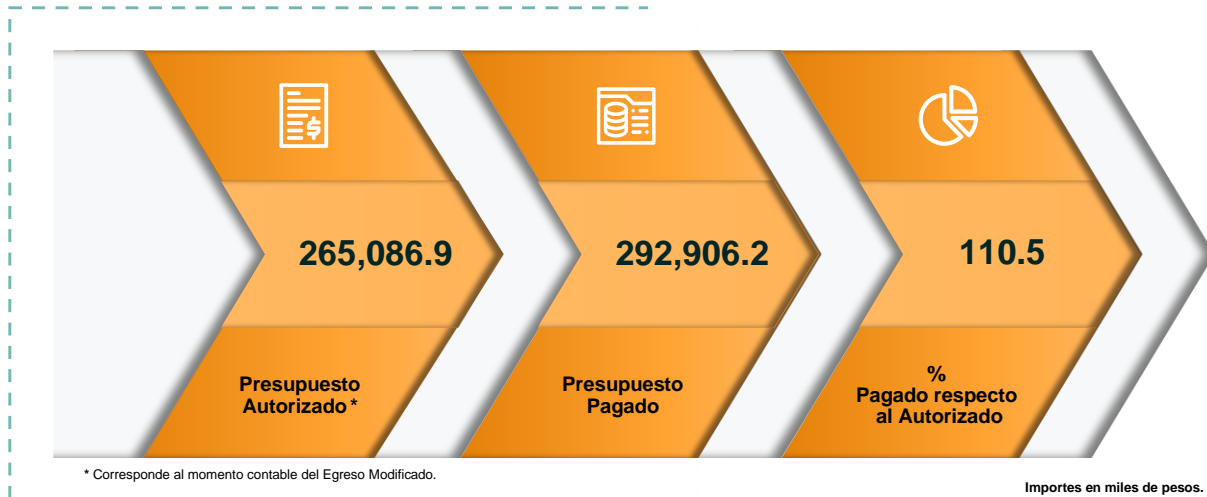 265,086.9
292,906.2
110.5
Presupuesto
Autorizado *
Presupuesto
Pagado
%
Pagado respecto
al Autorizado
* Corresponde al momento contable del Egreso Modificado.
Importes en miles de pesos.